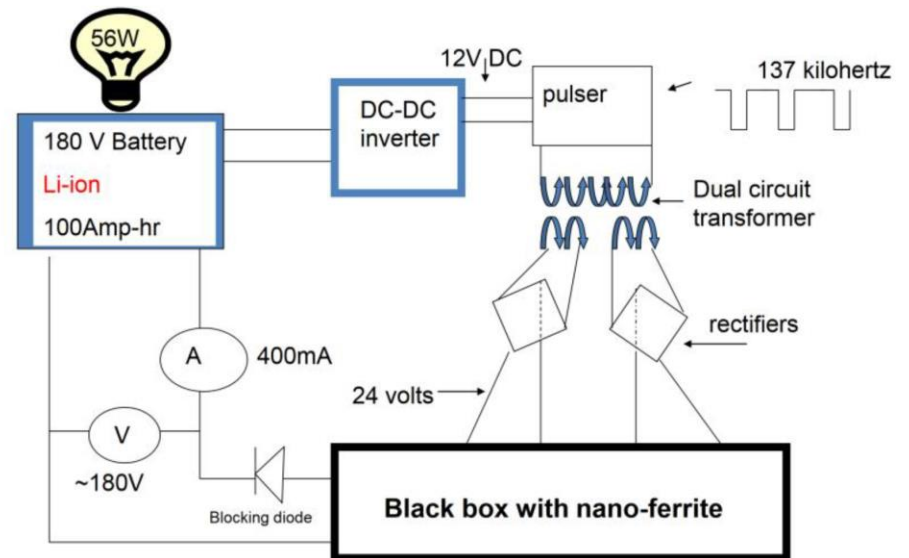 56W
180 V Battery
Li-ion
100Amp-hr
DC-DC
inverter
12V DC
pulser
137 kilohertz
Dual circuit
transformer
rectifiers
24 volts
A
400mA
V
~180V
Blocking diode
Black box with nano-ferrite